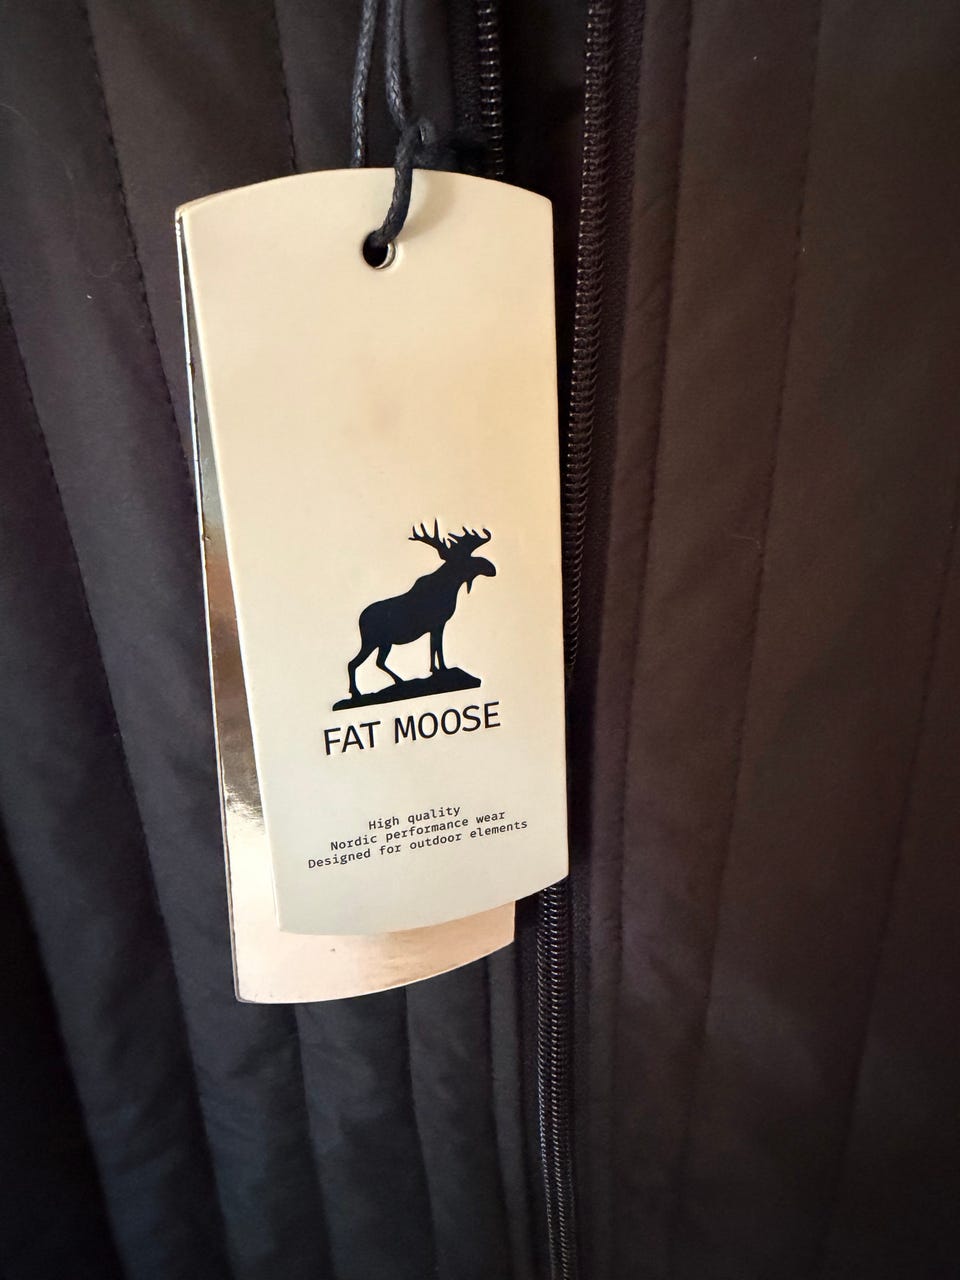 FAT MOOSE
High quality
Nordic performance wear
Designed for outdoor elements